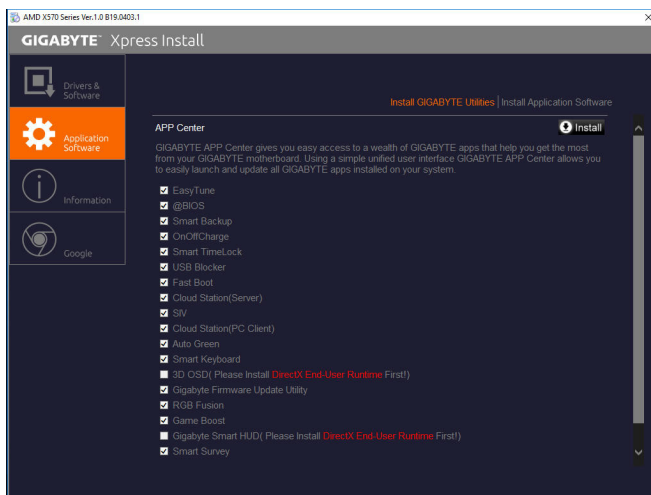 AMD X570 Series Ver.1.0 B19.0403.1
GIGABYTE™ Xpress Install
Drivers &
Software
Application
Software
Information
Google
Install GIGABYTE Utilities | Install Application Software
APP Center
Install
GIGABYTE APP Center gives you easy access to a wealth of GIGABYTE apps that help you get the most
from your GIGABYTE motherboard. Using a simple unified user interface GIGABYTE APP Center allows you
to easily launch and update all GIGABYTE apps installed on your system.
EasyTune
@BIOS
Smart Backup
OnOffCharge
Smart TimeLock
USB Blocker
Fast Boot
Cloud Station(Server)
SIV
Cloud Station(PC Client)
Auto Green
Smart Keyboard
3D OSD( Please Install DirectX End-User Runtime First!)
Gigabyte Firmware Update Utility
RGB Fusion
Game Boost
Gigabyte Smart HUD( Please Install DirectX End-User Runtime First!)
Smart Survey